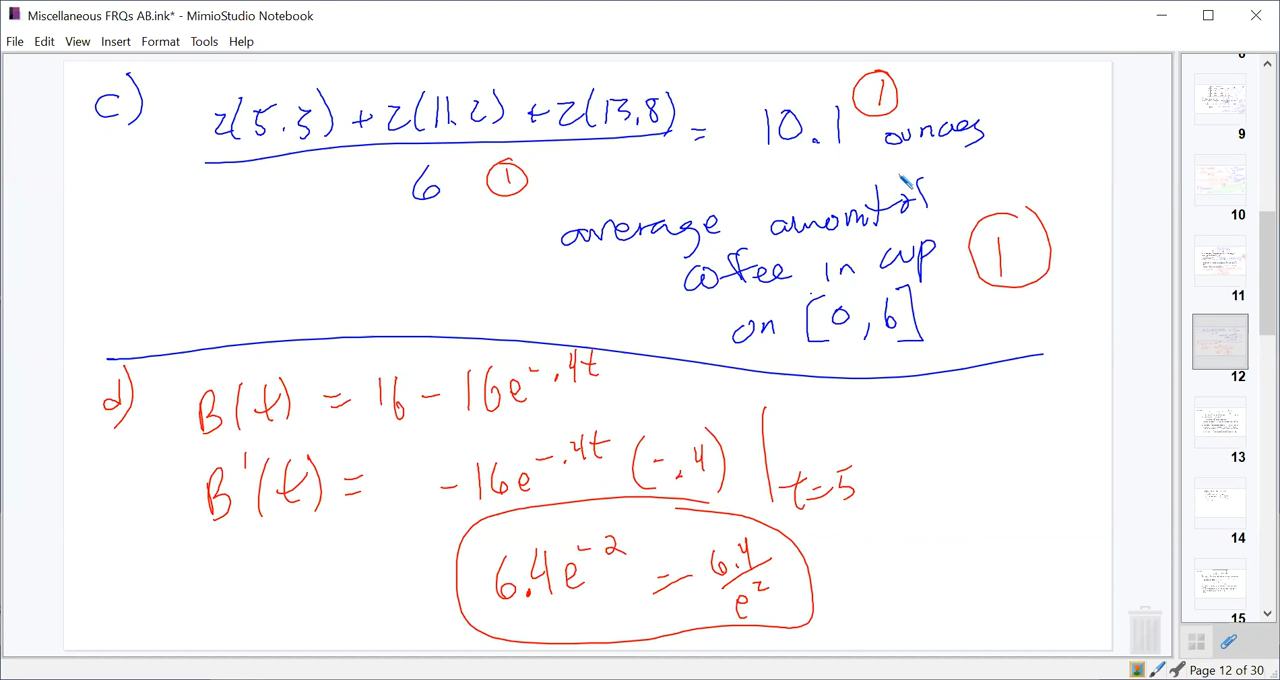 Miscellaneous FRQs AB.ink* - MimioStudio Notebook
File Edit View Insert Format Tools Help
c)
2(5.3) + 2(11.2) + 2(13.8) = 10.1 ounces
6
1
1
average amount of
coffee in cup
on [0, 6]
1
d)
B(t) = 16 - 16e^-.4t
B'(t) = -16e^-.4t (-.4) | t=5
6.4e^-2 = 6.4/e^2
8
9
10
11
12
13
14
15
Page 12 of 30